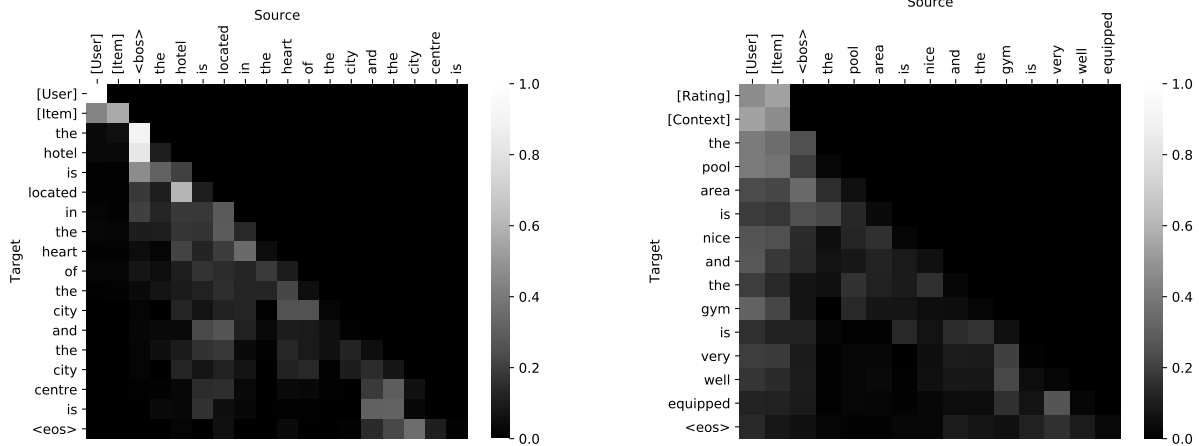 Source
[User] [Item] <bos> the hotel is located in the heart of the city and the city centre is
Target
[User]
[Item]
the
hotel
is
located
in
the
heart
of
the
city
and
the
city
centre
is
<eos>
1.0
0.8
0.6
0.4
0.2
0.0
Source
[User] [Item] <bos> the pool area is nice and the gym is very well equipped
Target
[Rating]
[Context]
the
pool
area
is
nice
and
the
gym
is
very
well
equipped
<eos>
1.0
0.8
0.6
0.4
0.2
0.0